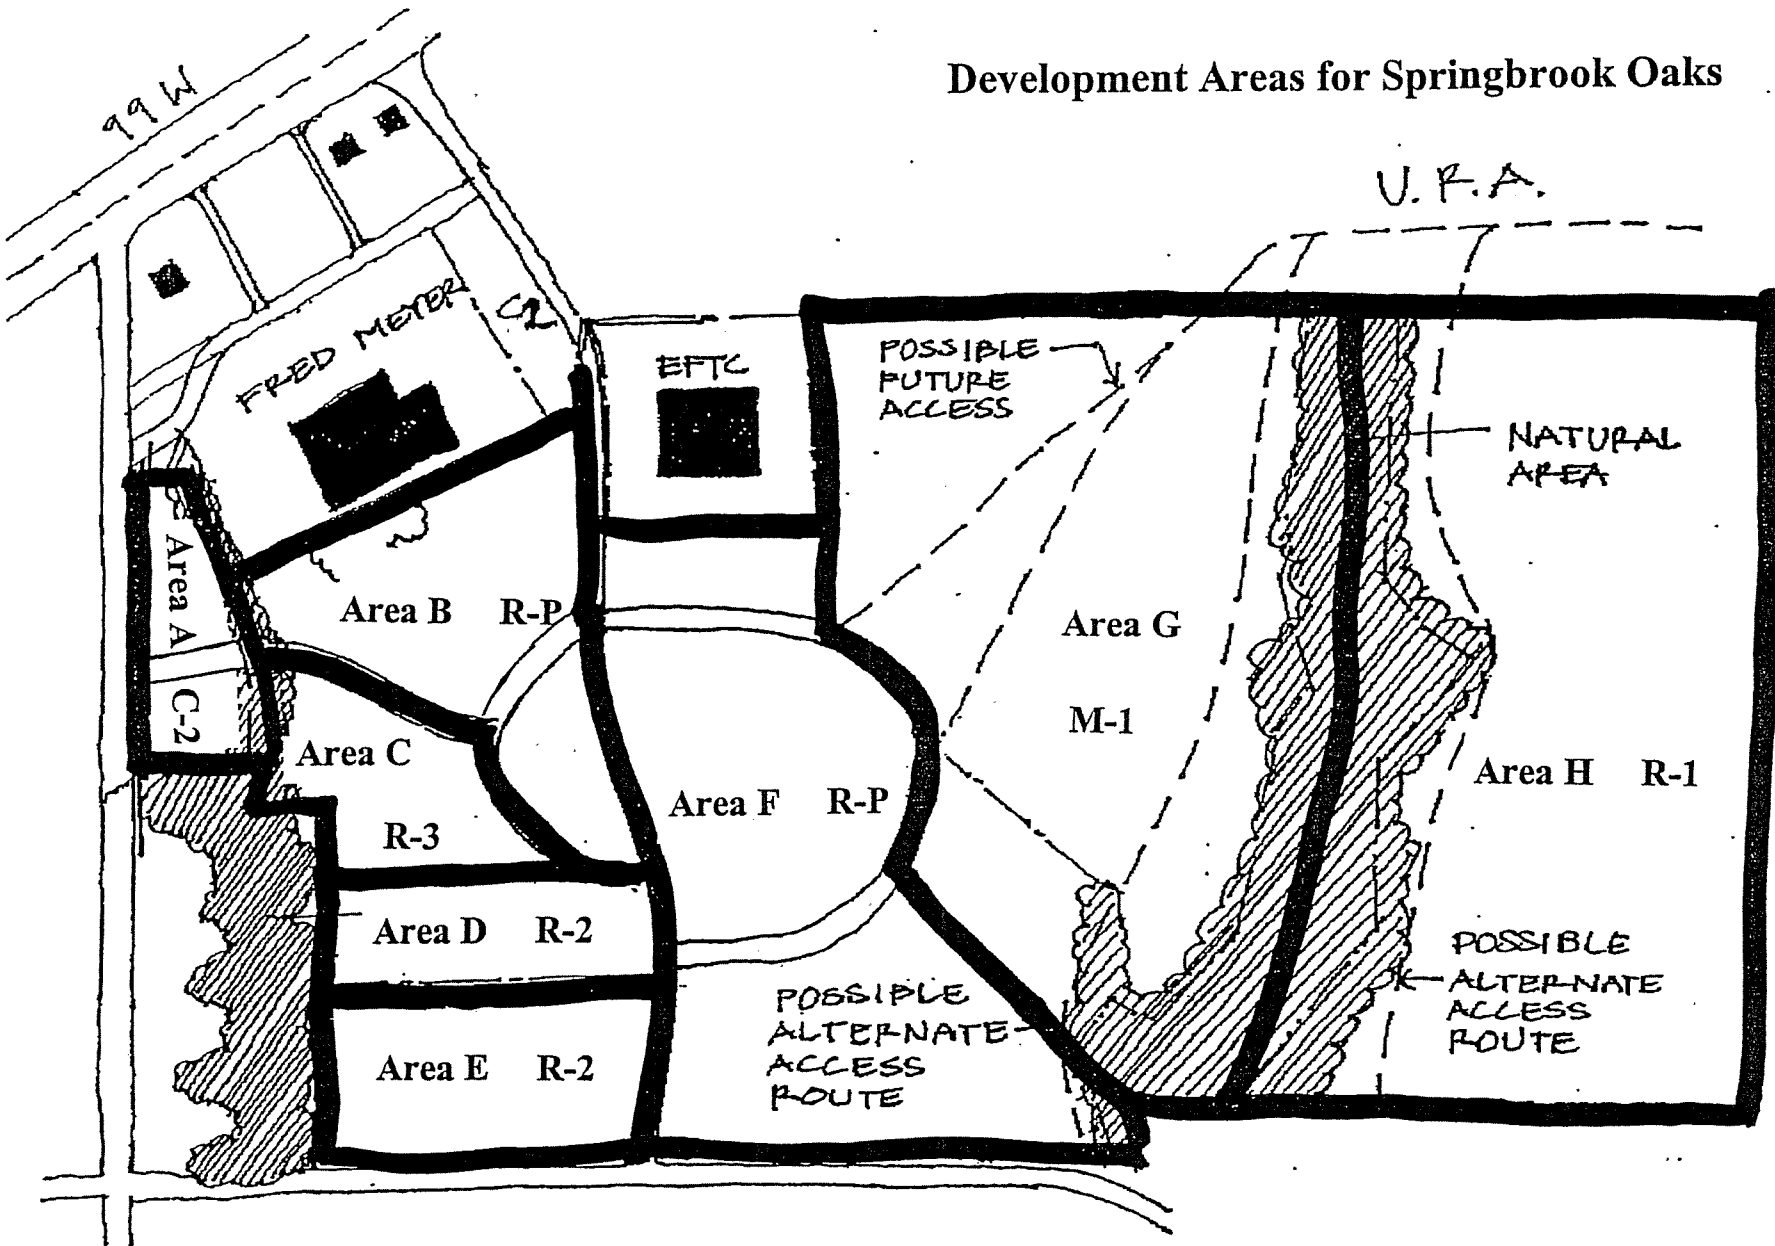 Development Areas for Springbrook Oaks
99 W
U.R.A.
FRED MEYER
C2
EFTC
POSSIBLE
FUTURE
ACCESS
NATURAL
AREA
Area A
C-2
Area B R-P
Area G
M-1
Area C
R-3
Area F R-P
Area H R-1
Area D R-2
POSSIBLE
ALTERNATE
ACCESS
ROUTE
Area E R-2
POSSIBLE
ALTERNATE
ACCESS
ROUTE